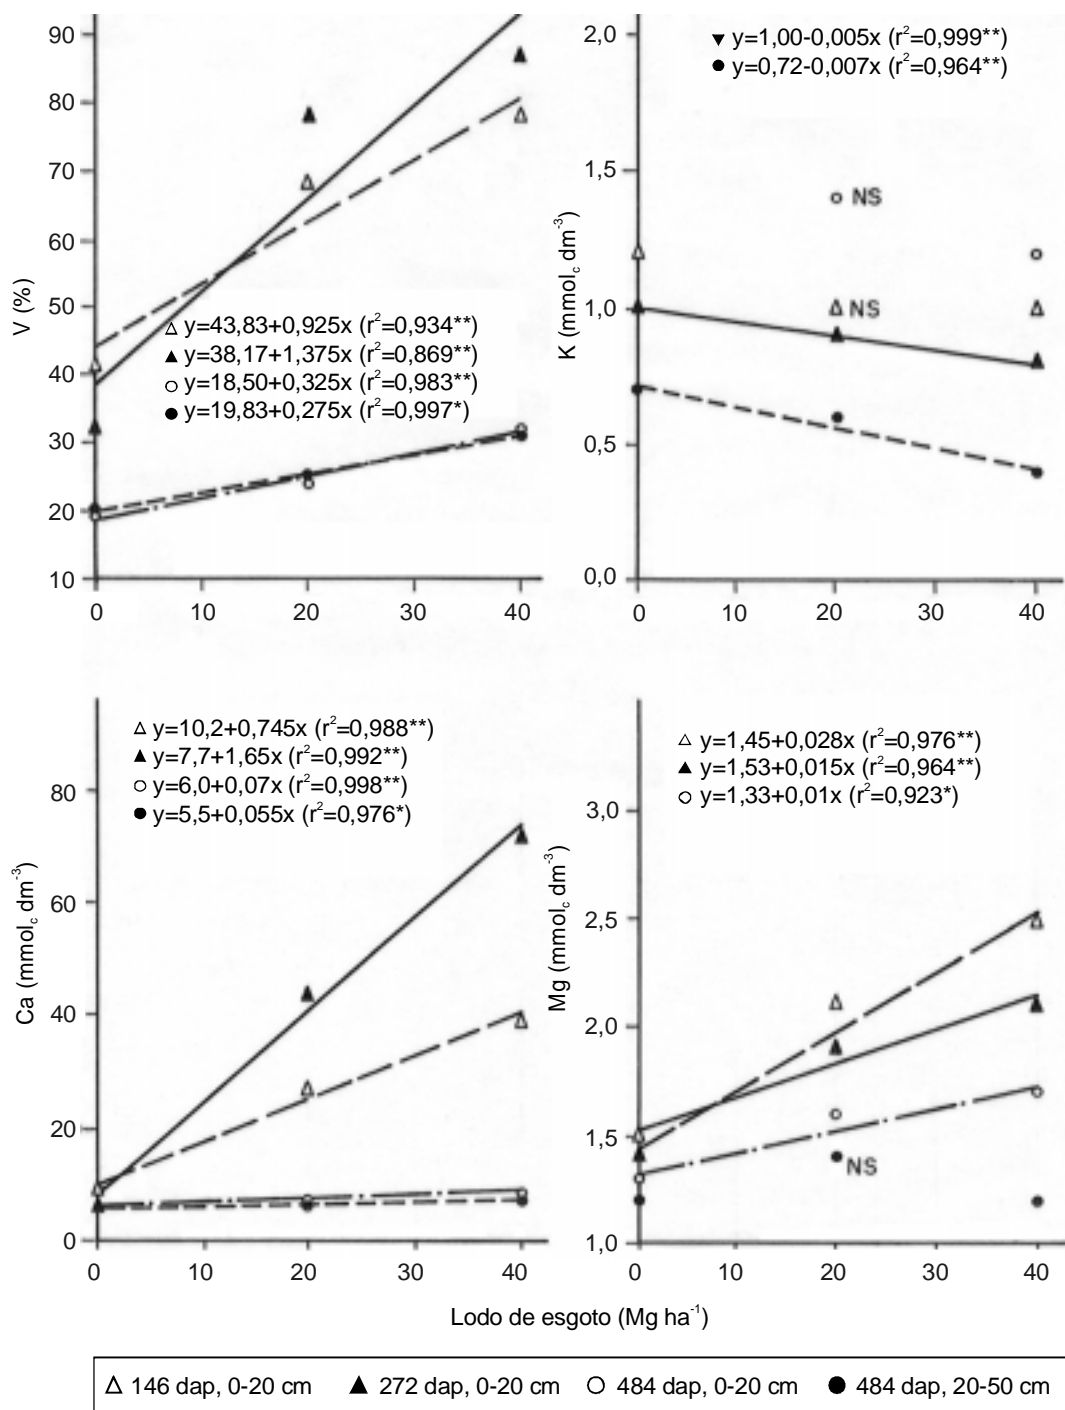 90
80
70
60
50
40
30
20
10
V (%)
△ y=43,83+0,925x (r²=0,934**)
▲ y=38,17+1,375x (r²=0,869**)
○ y=18,50+0,325x (r²=0,983**)
● y=19,83+0,275x (r²=0,997*)
0 10 20 30 40
2,0
1,5
1,0
0,5
0,0
K (mmol_c dm⁻³)
▼ y=1,00-0,005x (r²=0,999**)
● y=0,72-0,007x (r²=0,964**)
NS
NS
0 10 20 30 40
80
60
40
20
0
Ca (mmol_c dm⁻³)
△ y=10,2+0,745x (r²=0,988**)
▲ y=7,7+1,65x (r²=0,992**)
○ y=6,0+0,07x (r²=0,998**)
● y=5,5+0,055x (r²=0,976*)
0 10 20 30 40
3,0
2,5
2,0
1,5
1,0
Mg (mmol_c dm⁻³)
△ y=1,45+0,028x (r²=0,976**)
▲ y=1,53+0,015x (r²=0,964**)
○ y=1,33+0,01x (r²=0,923*)
NS
0 10 20 30 40
Lodo de esgoto (Mg ha⁻¹)
△ 146 dap, 0-20 cm ▲ 272 dap, 0-20 cm ○ 484 dap, 0-20 cm ● 484 dap, 20-50 cm